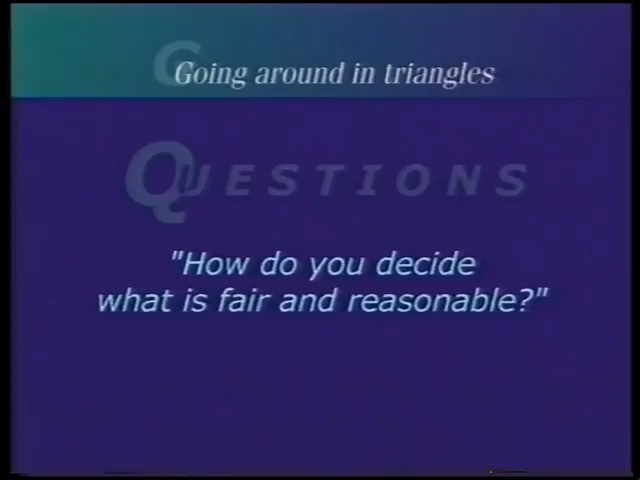 Going around in triangles
QUESTIONS
"How do you decide
what is fair and reasonable?"